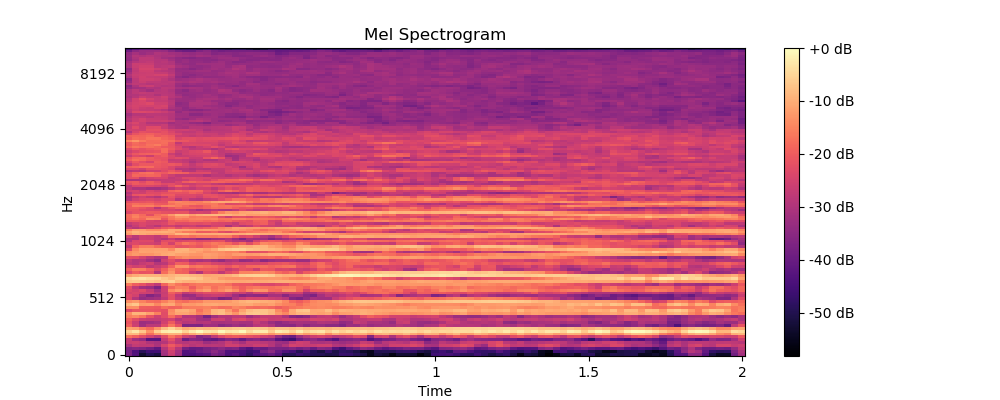 Mel Spectrogram
Hz
8192
4096
2048
1024
512
0
0 0.5 1 1.5 2
Time
+0 dB
-10 dB
-20 dB
-30 dB
-40 dB
-50 dB